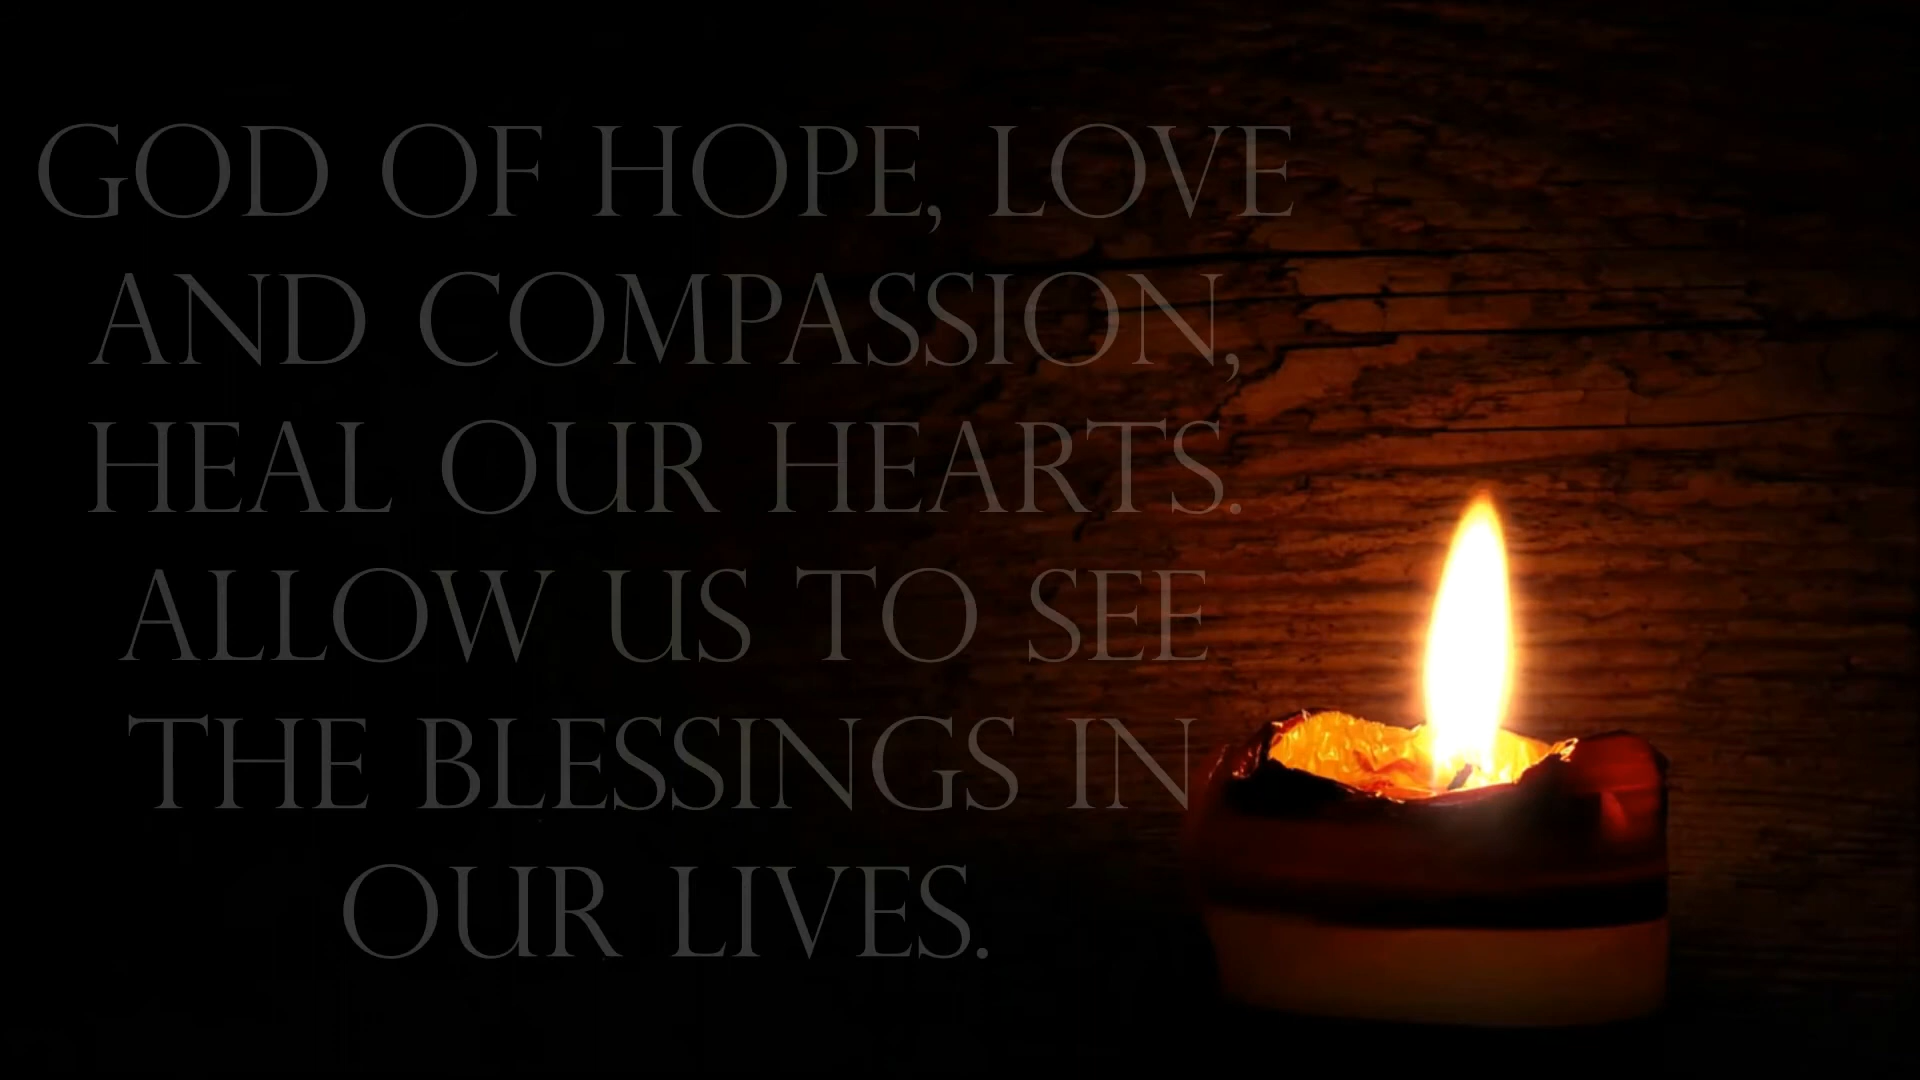 GOD OF HOPE, LOVE
AND COMPASSION,
HEAL OUR HEARTS.
ALLOW US TO SEE
THE BLESSINGS IN
OUR LIVES.